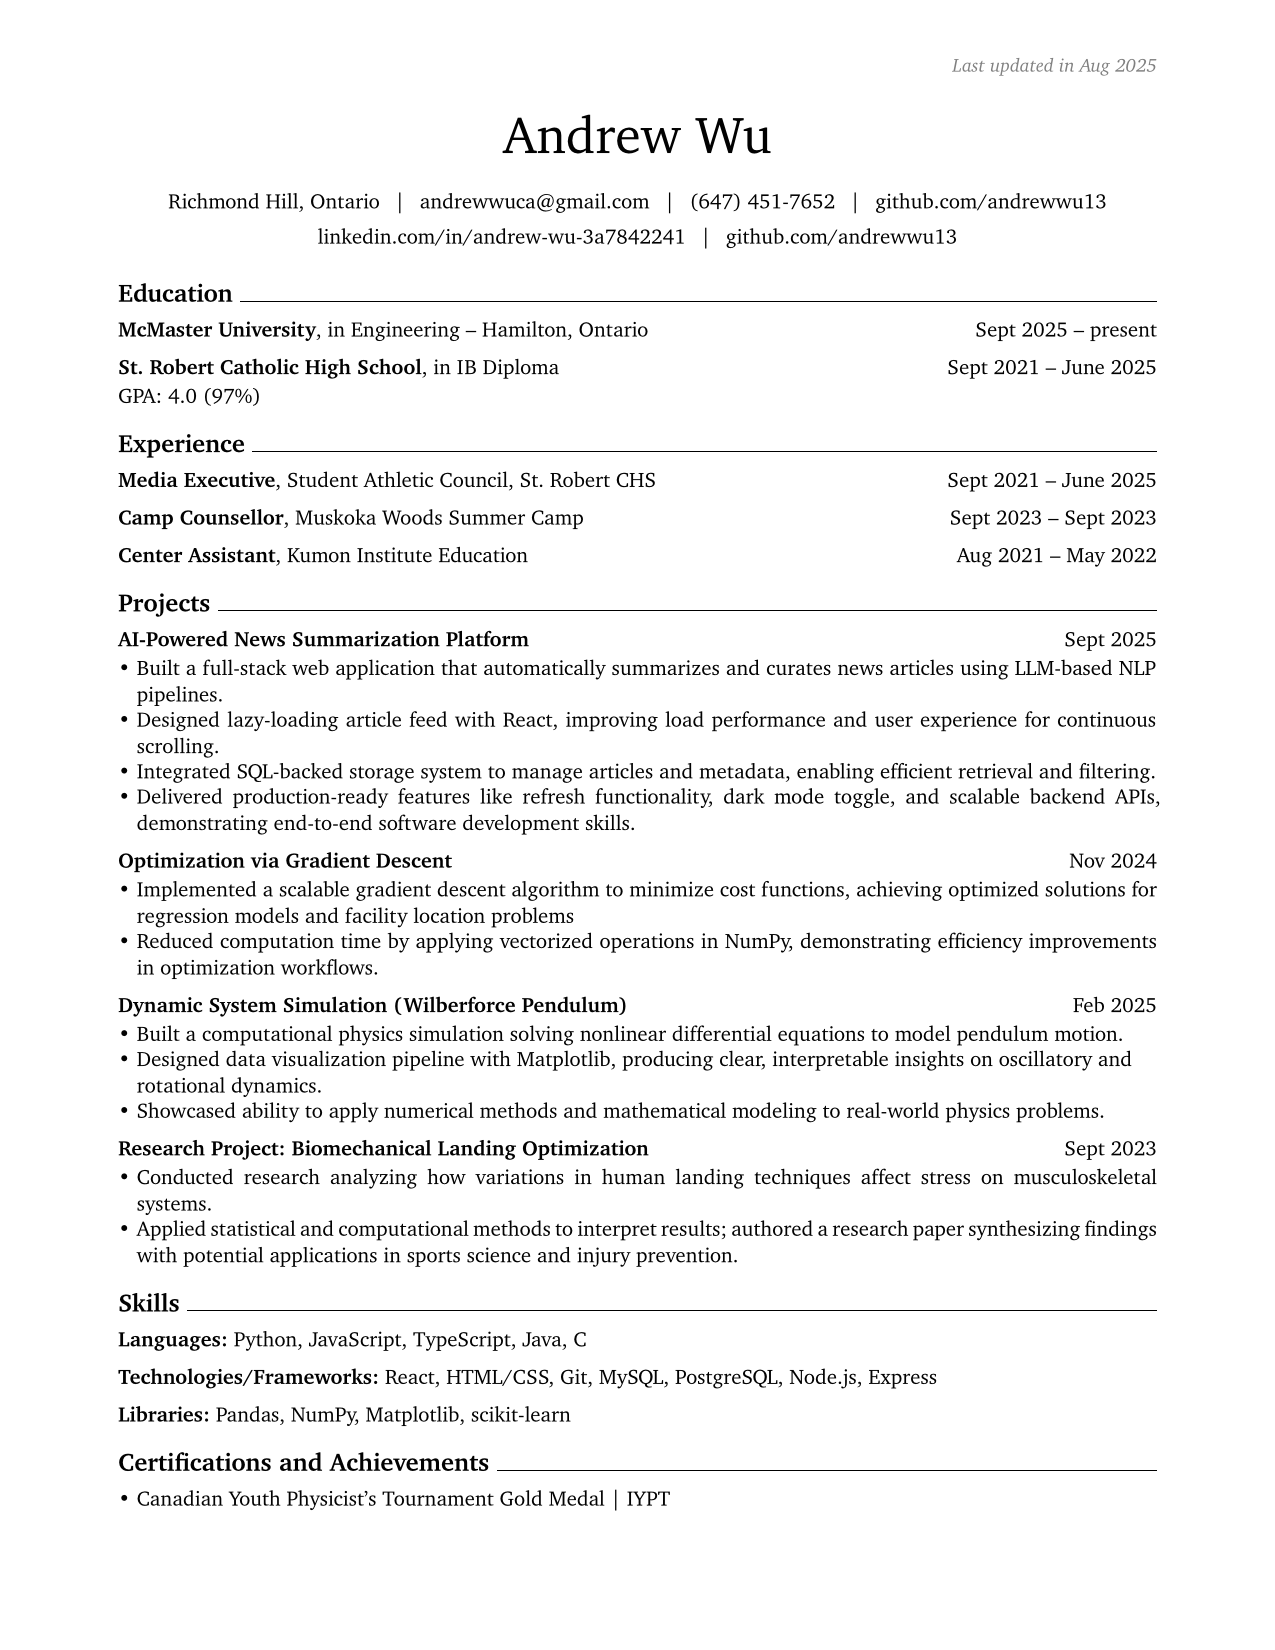 Last updated in Aug 2025
Andrew Wu
Richmond Hill, Ontario | andrewwuca@gmail.com | (647) 451-7652 | github.com/andrewwu13
linkedin.com/in/andrew-wu-3a7842241 | github.com/andrewwu13
Education
McMaster University, in Engineering – Hamilton, Ontario Sept 2025 – present
St. Robert Catholic High School, in IB Diploma Sept 2021 – June 2025
GPA: 4.0 (97%)
Experience
Media Executive, Student Athletic Council, St. Robert CHS Sept 2021 – June 2025
Camp Counsellor, Muskoka Woods Summer Camp Sept 2023 – Sept 2023
Center Assistant, Kumon Institute Education Aug 2021 – May 2022
Projects
AI-Powered News Summarization Platform Sept 2025
• Built a full-stack web application that automatically summarizes and curates news articles using LLM-based NLP
pipelines.
• Designed lazy-loading article feed with React, improving load performance and user experience for continuous
scrolling.
• Integrated SQL-backed storage system to manage articles and metadata, enabling efficient retrieval and filtering.
• Delivered production-ready features like refresh functionality, dark mode toggle, and scalable backend APIs,
demonstrating end-to-end software development skills.
Optimization via Gradient Descent Nov 2024
• Implemented a scalable gradient descent algorithm to minimize cost functions, achieving optimized solutions for
regression models and facility location problems
• Reduced computation time by applying vectorized operations in NumPy, demonstrating efficiency improvements
in optimization workflows.
Dynamic System Simulation (Wilberforce Pendulum) Feb 2025
• Built a computational physics simulation solving nonlinear differential equations to model pendulum motion.
• Designed data visualization pipeline with Matplotlib, producing clear, interpretable insights on oscillatory and
rotational dynamics.
• Showcased ability to apply numerical methods and mathematical modeling to real-world physics problems.
Research Project: Biomechanical Landing Optimization Sept 2023
• Conducted research analyzing how variations in human landing techniques affect stress on musculoskeletal
systems.
• Applied statistical and computational methods to interpret results; authored a research paper synthesizing findings
with potential applications in sports science and injury prevention.
Skills
Languages: Python, JavaScript, TypeScript, Java, C
Technologies/Frameworks: React, HTML/CSS, Git, MySQL, PostgreSQL, Node.js, Express
Libraries: Pandas, NumPy, Matplotlib, scikit-learn
Certifications and Achievements
• Canadian Youth Physicist's Tournament Gold Medal | IYPT